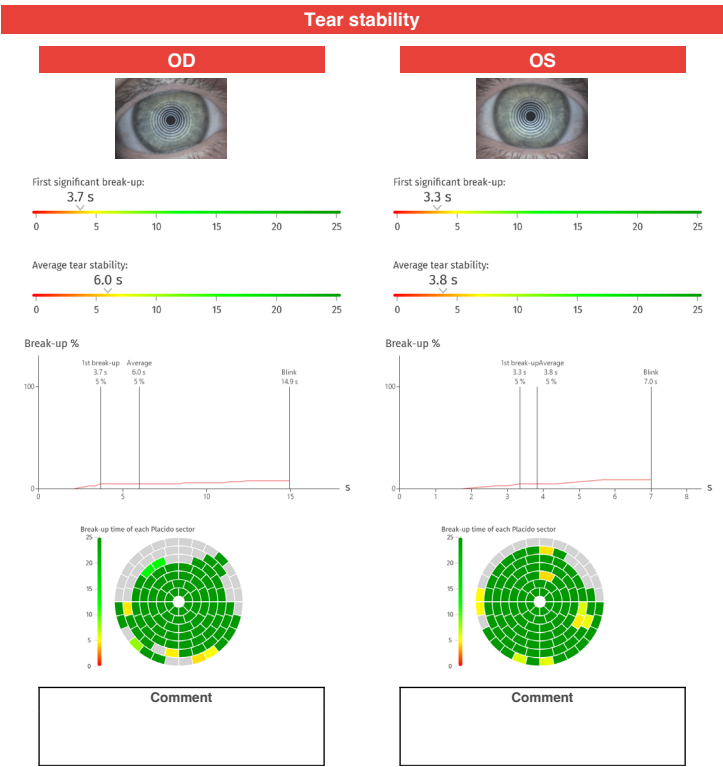 Tear stability
OD
First significant break-up:
3.7 s
0 5 10 15 20 25
Average tear stability:
6.0 s
0 5 10 15 20 25
Break-up %
1st break-up Average
3.7 s 6.0 s
5 % 5 %
Blink
14.9 s
100
0
0 5 10 15 s
Break-up time of each Placido sector
25
20
15
10
5
0
Comment
OS
First significant break-up:
3.3 s
0 5 10 15 20 25
Average tear stability:
3.8 s
0 5 10 15 20 25
Break-up %
1st break-up Average
3.3 s 3.8 s
5 % 5 %
Blink
7.0 s
100
0
0 1 2 3 4 5 6 7 8 s
Break-up time of each Placido sector
25
20
15
10
5
0
Comment